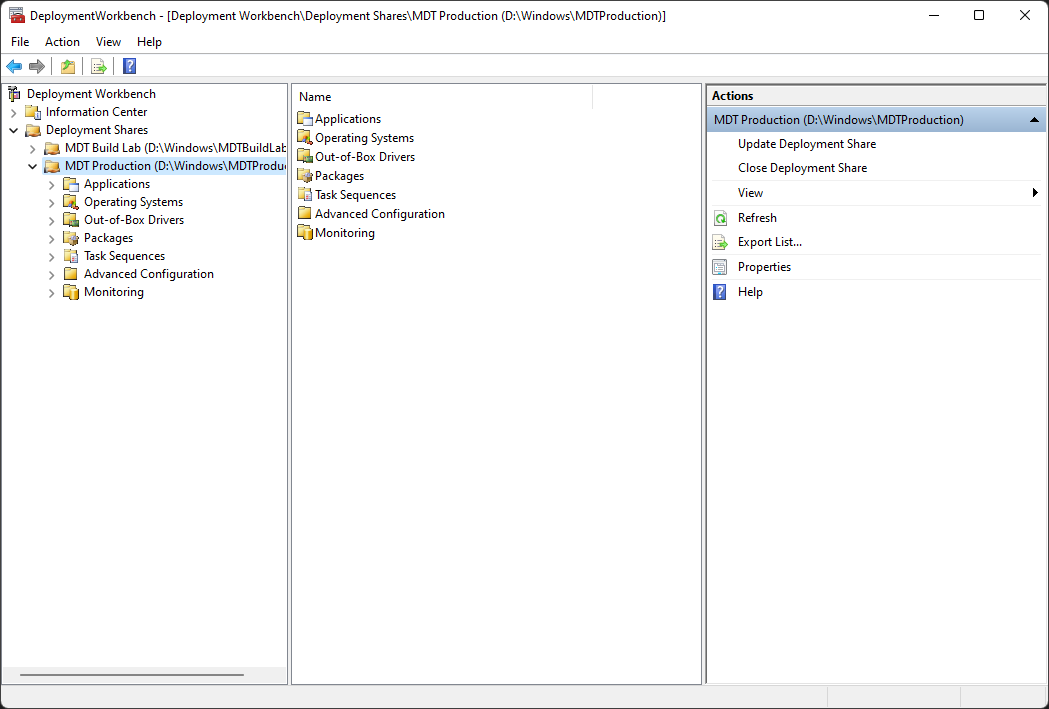 DeploymentWorkbench - [Deployment Workbench\Deployment Shares\MDT Production (D:\Windows\MDTProduction)]
File Action View Help
Deployment Workbench
Information Center
Deployment Shares
MDT Build Lab (D:\Windows\MDTBuildLab
MDT Production (D:\Windows\MDTProdu
Applications
Operating Systems
Out-of-Box Drivers
Packages
Task Sequences
Advanced Configuration
Monitoring
Name
Applications
Operating Systems
Out-of-Box Drivers
Packages
Task Sequences
Advanced Configuration
Monitoring
Actions
MDT Production (D:\Windows\MDTProduction)
Update Deployment Share
Close Deployment Share
View
Refresh
Export List...
Properties
Help